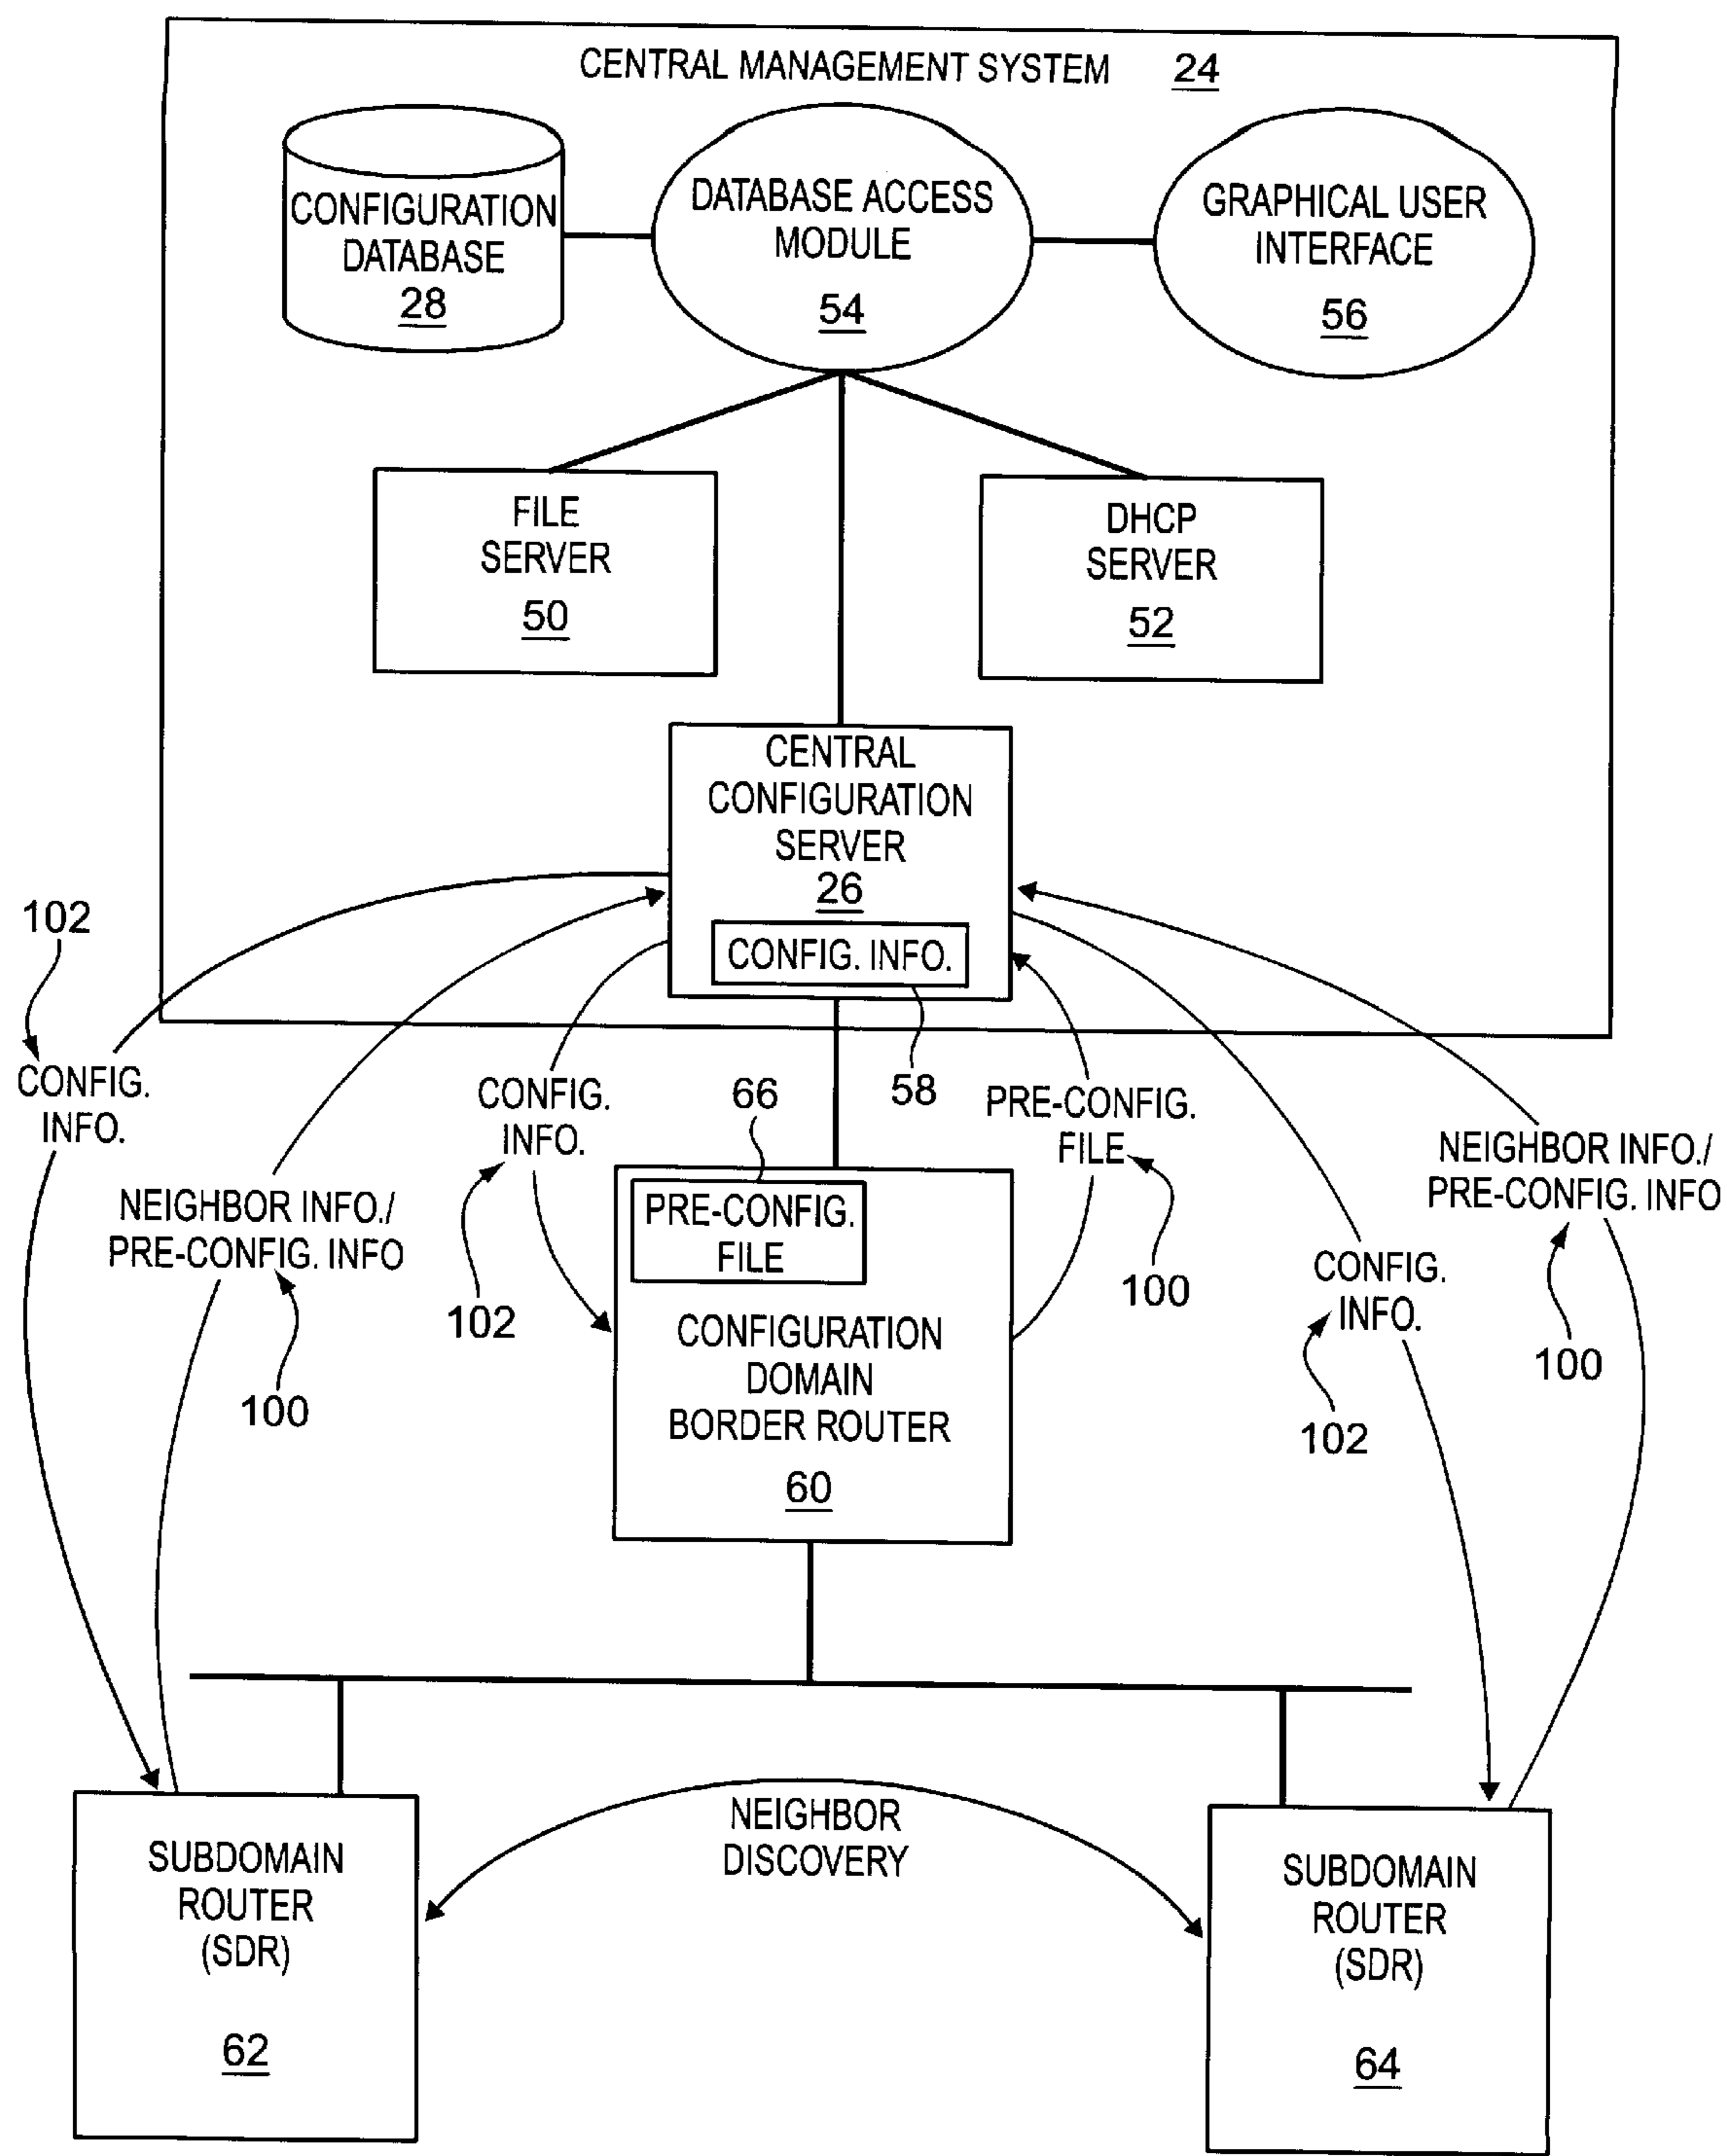 CENTRAL MANAGEMENT SYSTEM 24
CONFIGURATION
DATABASE
28
DATABASE ACCESS
MODULE
54
GRAPHICAL USER
INTERFACE
56
FILE
SERVER
50
DHCP
SERVER
52
CENTRAL
CONFIGURATION
SERVER
26
CONFIG. INFO.
58
102
CONFIG.
INFO.
NEIGHBOR INFO./
PRE-CONFIG. INFO
100
CONFIG.
INFO.
102
66
PRE-CONFIG.
FILE
CONFIGURATION
DOMAIN
BORDER ROUTER
60
PRE-CONFIG.
FILE
100
CONFIG.
INFO.
102
NEIGHBOR INFO./
PRE-CONFIG. INFO
100
NEIGHBOR
DISCOVERY
SUBDOMAIN
ROUTER
(SDR)
62
SUBDOMAIN
ROUTER
(SDR)
64